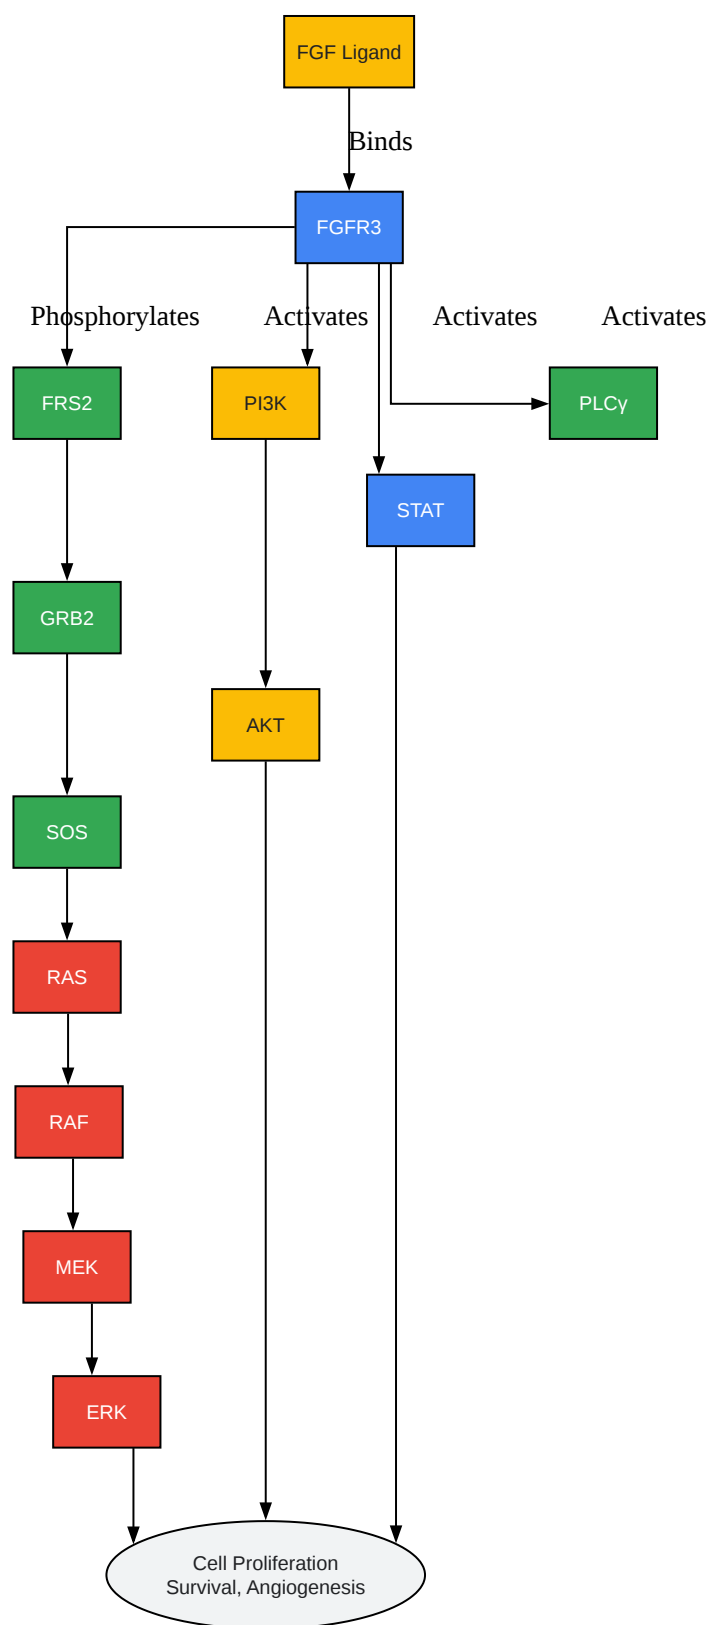 FGF Ligand
Binds
FGFR3
Phosphorylates
Activates
Activates
Activates
FRS2
PI3K
PLCγ
STAT
GRB2
AKT
SOS
RAS
RAF
MEK
ERK
Cell Proliferation
Survival, Angiogenesis